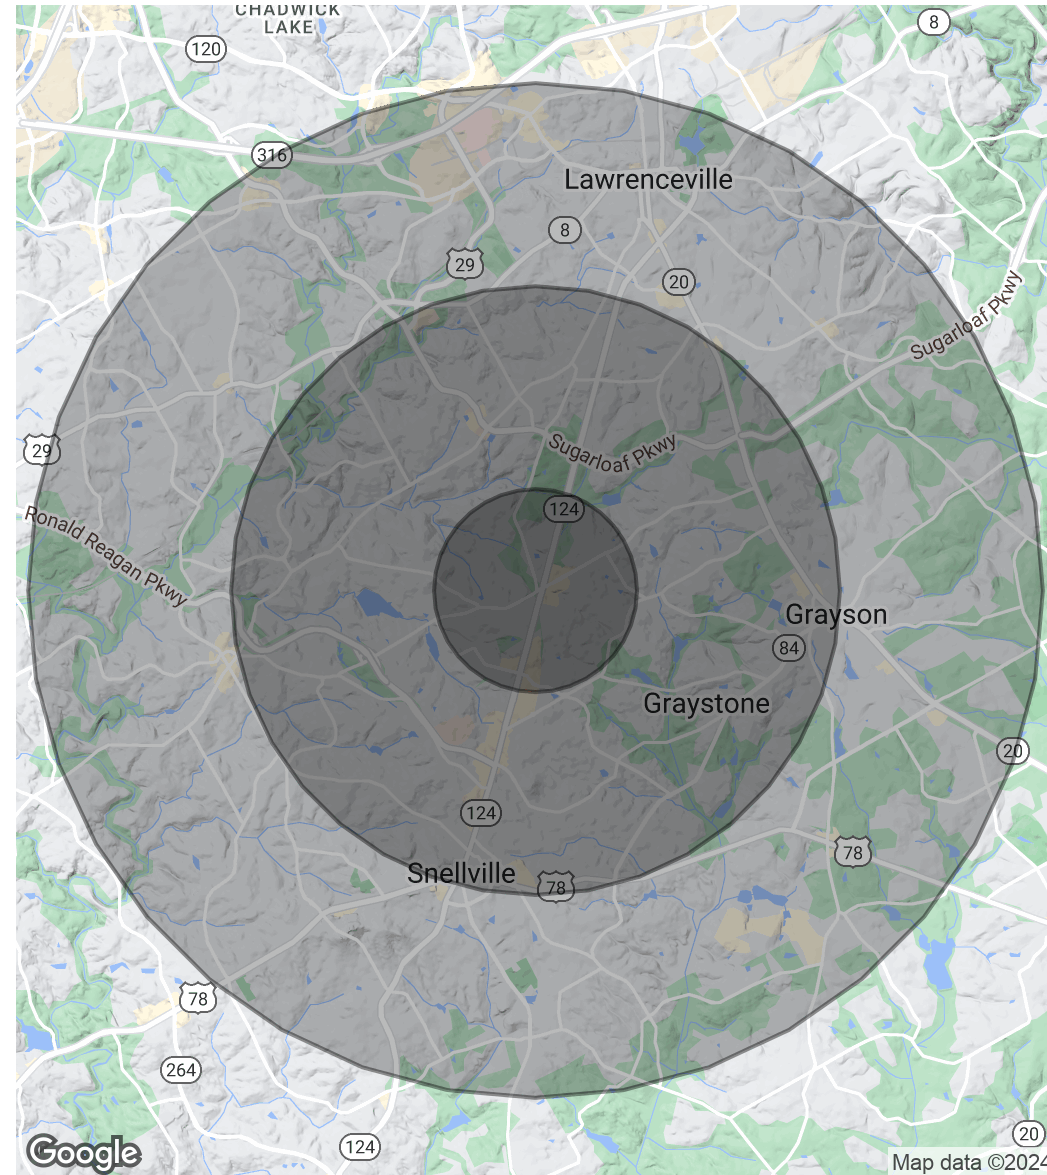 CHADWICK
LAKE
8
120
316
Lawrenceville
8
29
20
Sugarloaf Pkwy
29
Sugarloaf Pkwy
124
Ronald Reagan Pkwy
Grayson
84
Graystone
20
124
78
Snellville
78
78
264
20
124
Google
Map data ©2024